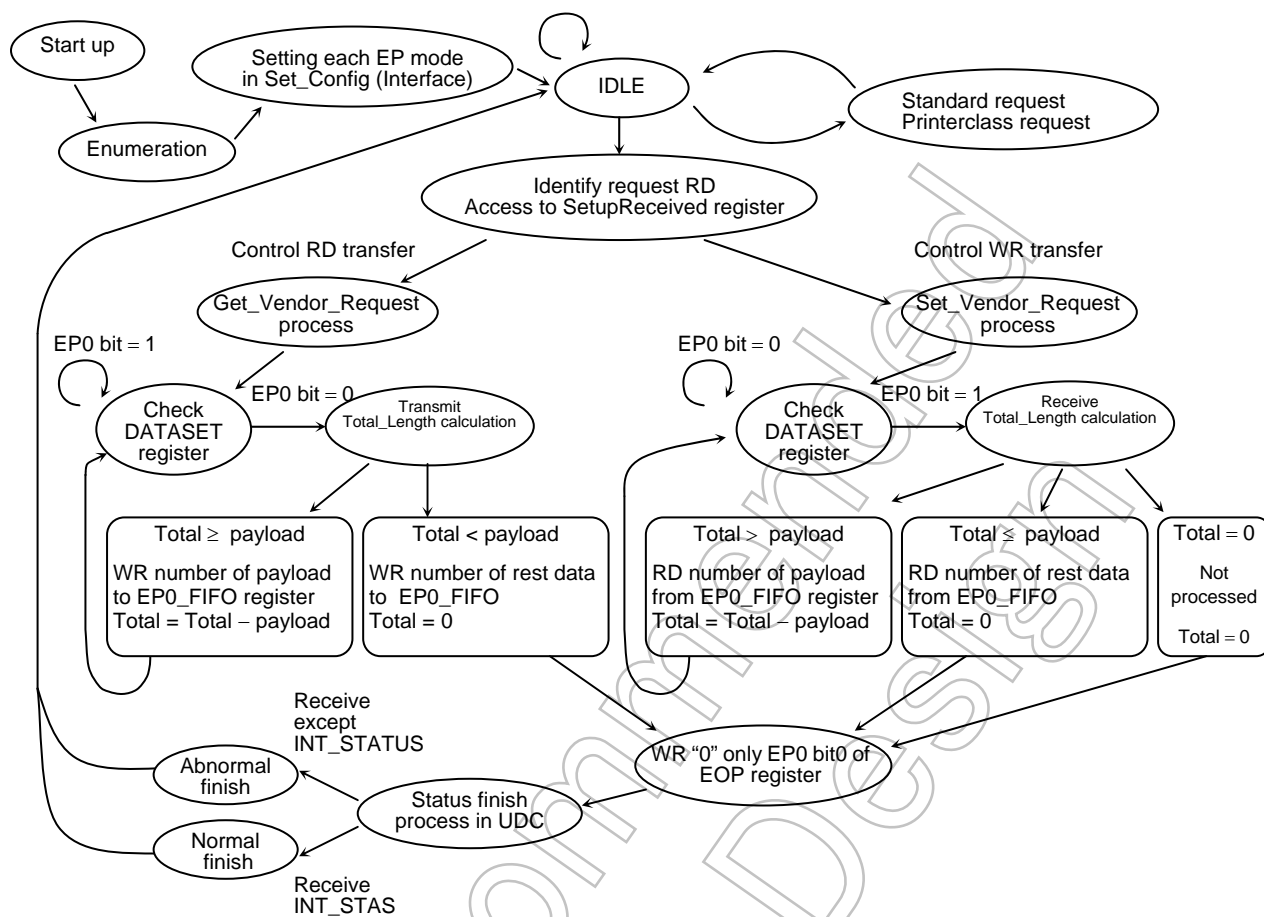 Start up
Setting each EP mode
in Set_Config (Interface)
IDLE
Standard request
Printerclass request
Enumeration
Identify request RD
Access to SetupReceived register
Control RD transfer
Control WR transfer
Get_Vendor_Request
process
Set_Vendor_Request
process
EP0 bit = 1
EP0 bit = 0
Check
DATASET
register
EP0 bit = 0
Transmit
Total_Length calculation
Check
DATASET
register
EP0 bit = 1
Receive
Total_Length calculation
Total ≥ payload
WR number of payload
to EP0_FIFO register
Total = Total − payload
Total < payload
WR number of rest data
to EP0_FIFO
Total = 0
Total > payload
RD number of payload
from EP0_FIFO register
Total = Total − payload
Total ≤ payload
RD number of rest data
from EP0_FIFO
Total = 0
Total = 0
Not
processed
Total = 0
Receive
except
INT_STATUS
WR “0” only EP0 bit0 of
EOP register
Abnormal
finish
Status finish
process in UDC
Normal
finish
Receive
INT_STAS
ommended
Design